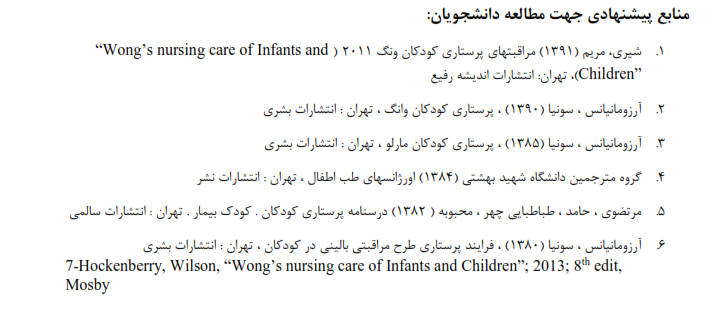 منابع پیشنهادی جهت مطالعه دانشجویان:
۱. شیری، مریم (۱۳۹۱) مراقبتهای پرستاری کودکان ونگ ۲۰۱۱ ( Wong’s nursing care of Infants and“
Children”)، تهران: انتشارات اندیشه رفیع
۲. آرزومانیانس ، سونیا (۱۳۹۰) ، پرستاری کودکان وانگ ، تهران : انتشارات بشری
۳. آرزومانیانس ، سونیا (۱۳۸۵) ، پرستاری کودکان مارلو ، تهران : انتشارات بشری
۴. گروه مترجمین دانشگاه شهید بهشتی (۱۳۸۴) اورژانسهای طب اطفال ، تهران : انتشارات نشر
۵. مرتضوی ، حامد ، طباطبایی چهر ، محبوبه ( ۱۳۸۲) درسنامه پرستاری کودکان . کودک بیمار . تهران : انتشارات سالمی
۶. آرزومانیانس ، سونیا (۱۳۸۰) ، فرایند پرستاری طرح مراقبتی بالینی در کودکان ، تهران : انتشارات بشری
7-Hockenberry, Wilson, “Wong’s nursing care of Infants and Children”; 2013; 8th edit,
Mosby